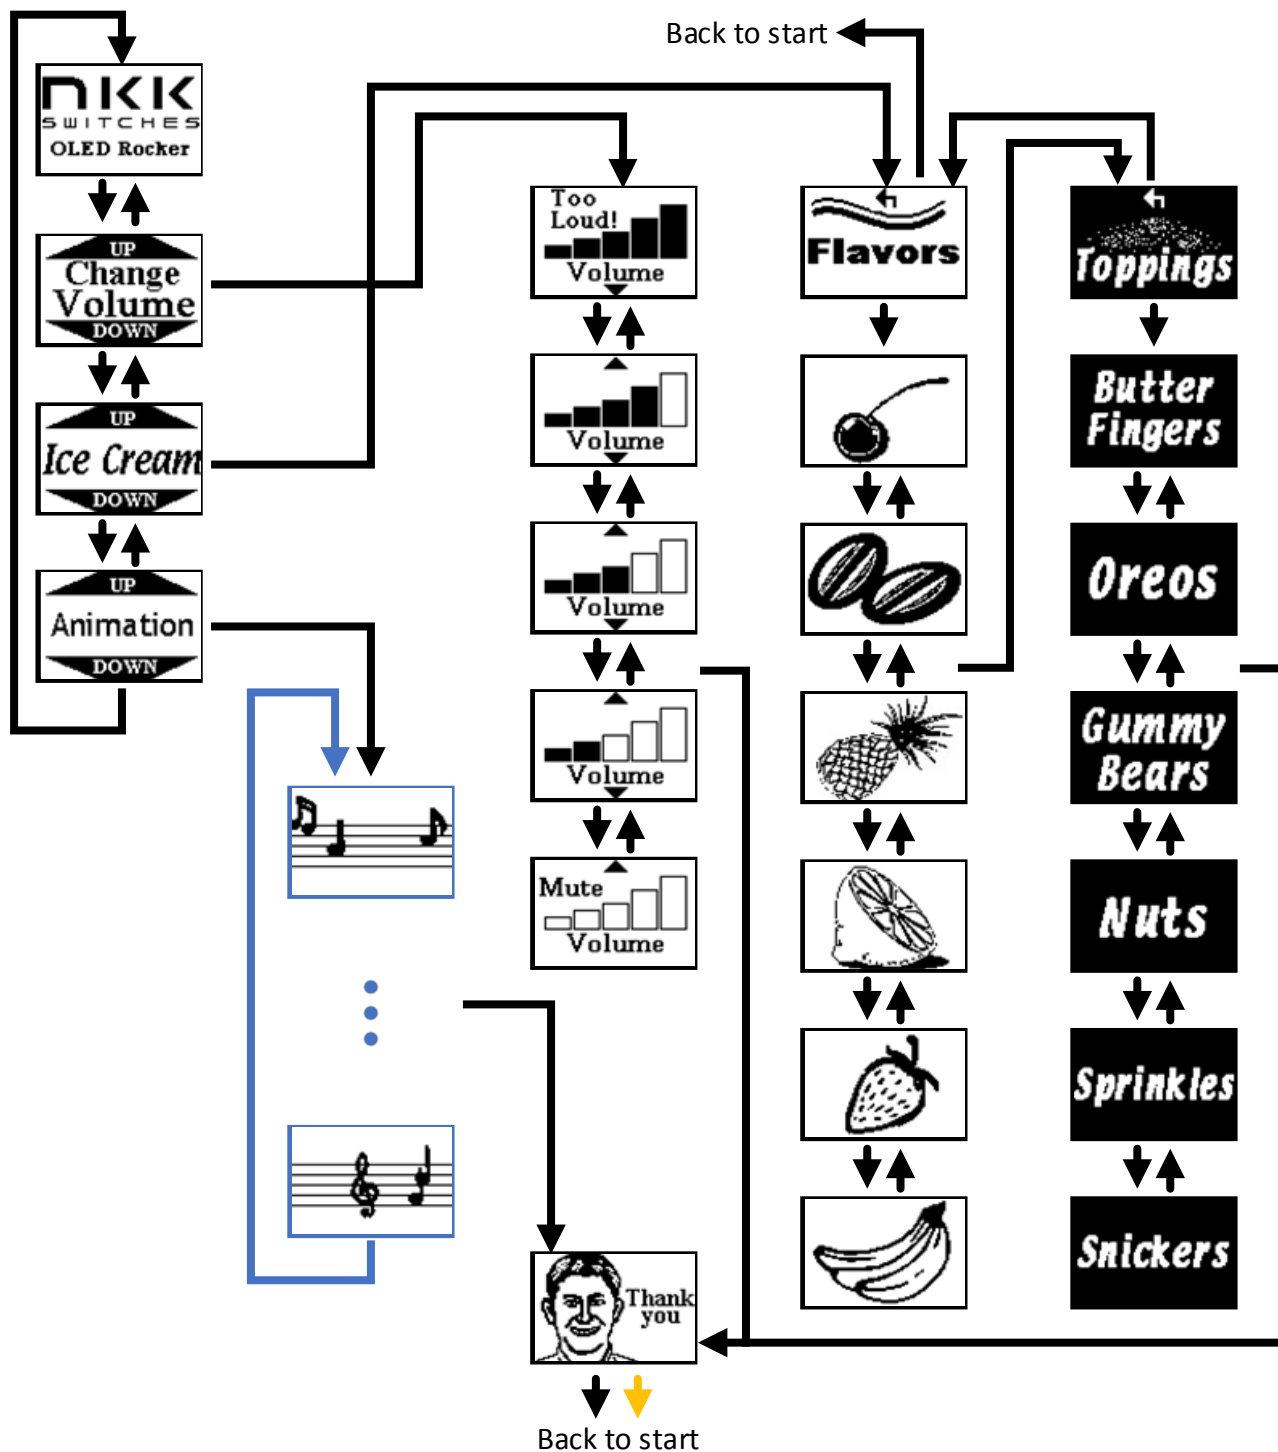 Back to start
NKK
SWITCHES
OLED Rocker
UP
Change
Volume
DOWN
UP
Ice Cream
DOWN
UP
Animation
DOWN
Too
Loud!
Volume
Volume
Volume
Volume
Mute
Volume
Thank
you
Back to start
Flavors
Toppings
Butter
Fingers
Oreos
Gummy
Bears
Nuts
Sprinkles
Snickers